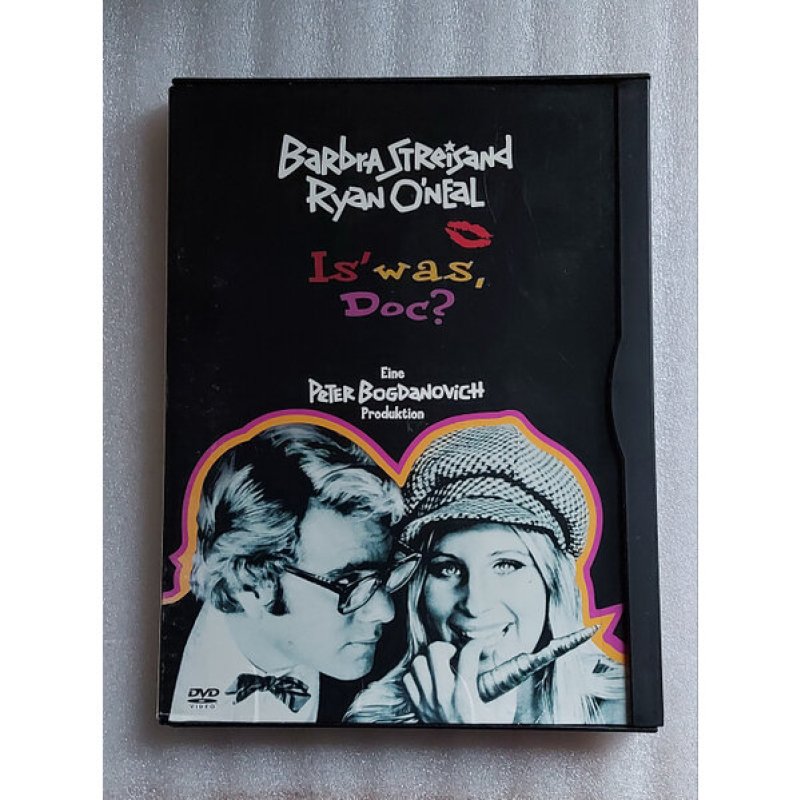 Barbra Streisand
Ryan O'Neal
Is' was,
Doc?
Eine
Peter Bogdanovich
Produktion
DVD
VIDEO